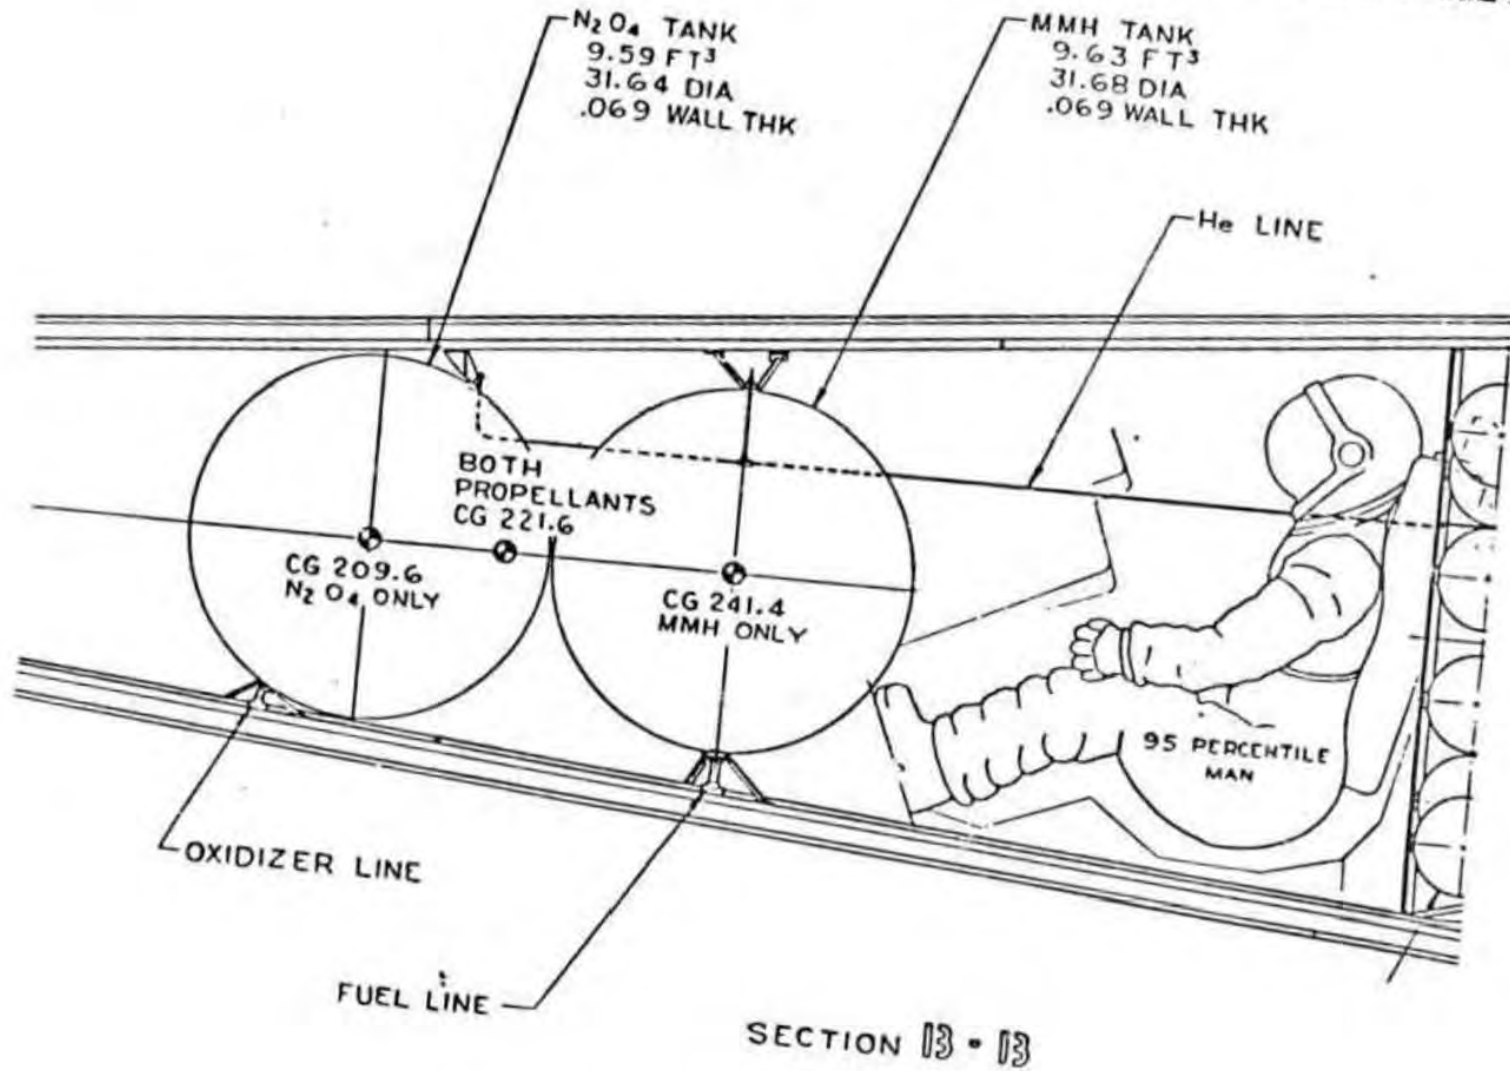 N₂O₄ TANK
9.59 FT³
31.64 DIA
.069 WALL THK
MMH TANK
9.63 FT³
31.68 DIA
.069 WALL THK
He LINE
BOTH
PROPELLANTS
CG 221.6
CG 209.6
N₂O₄ ONLY
CG 241.4
MMH ONLY
95 PERCENTILE
MAN
OXIDIZER LINE
FUEL LINE
SECTION B-B